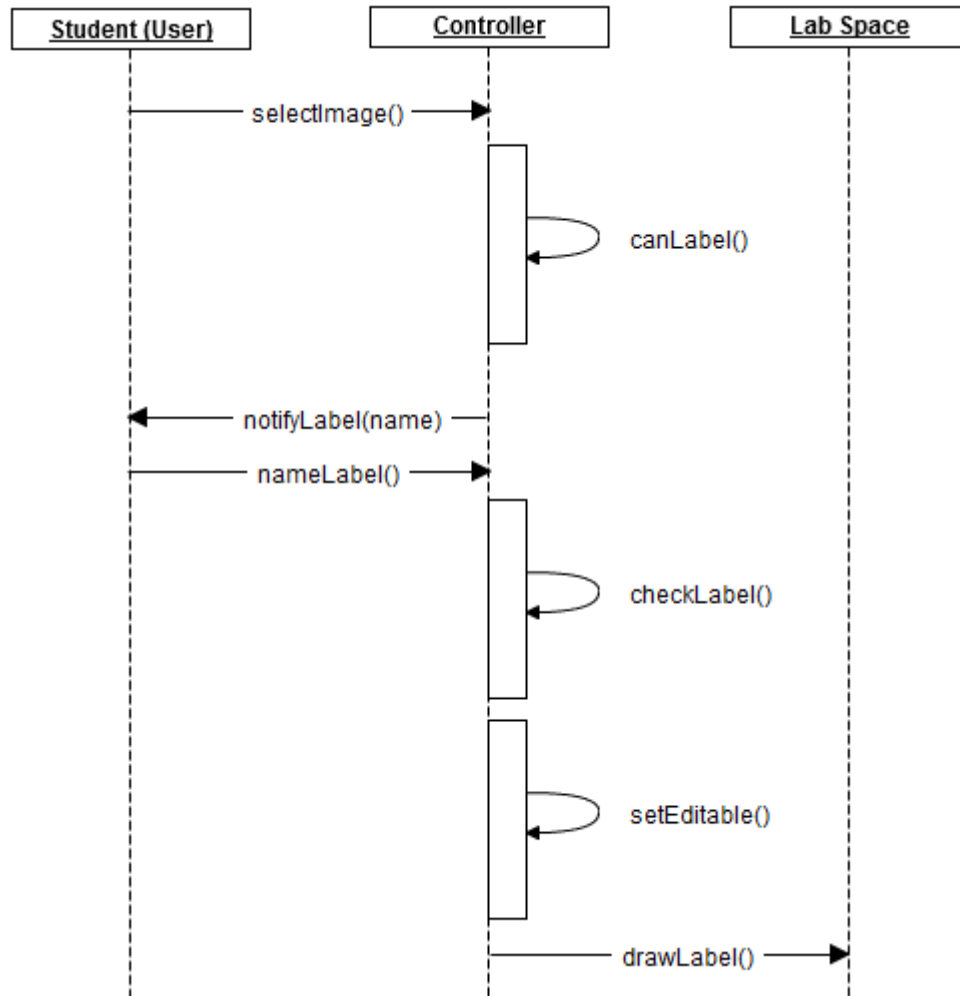 Student (User)
Controller
Lab Space
selectImage()
canLabel()
notifyLabel(name)
nameLabel()
checkLabel()
setEditable()
drawLabel()